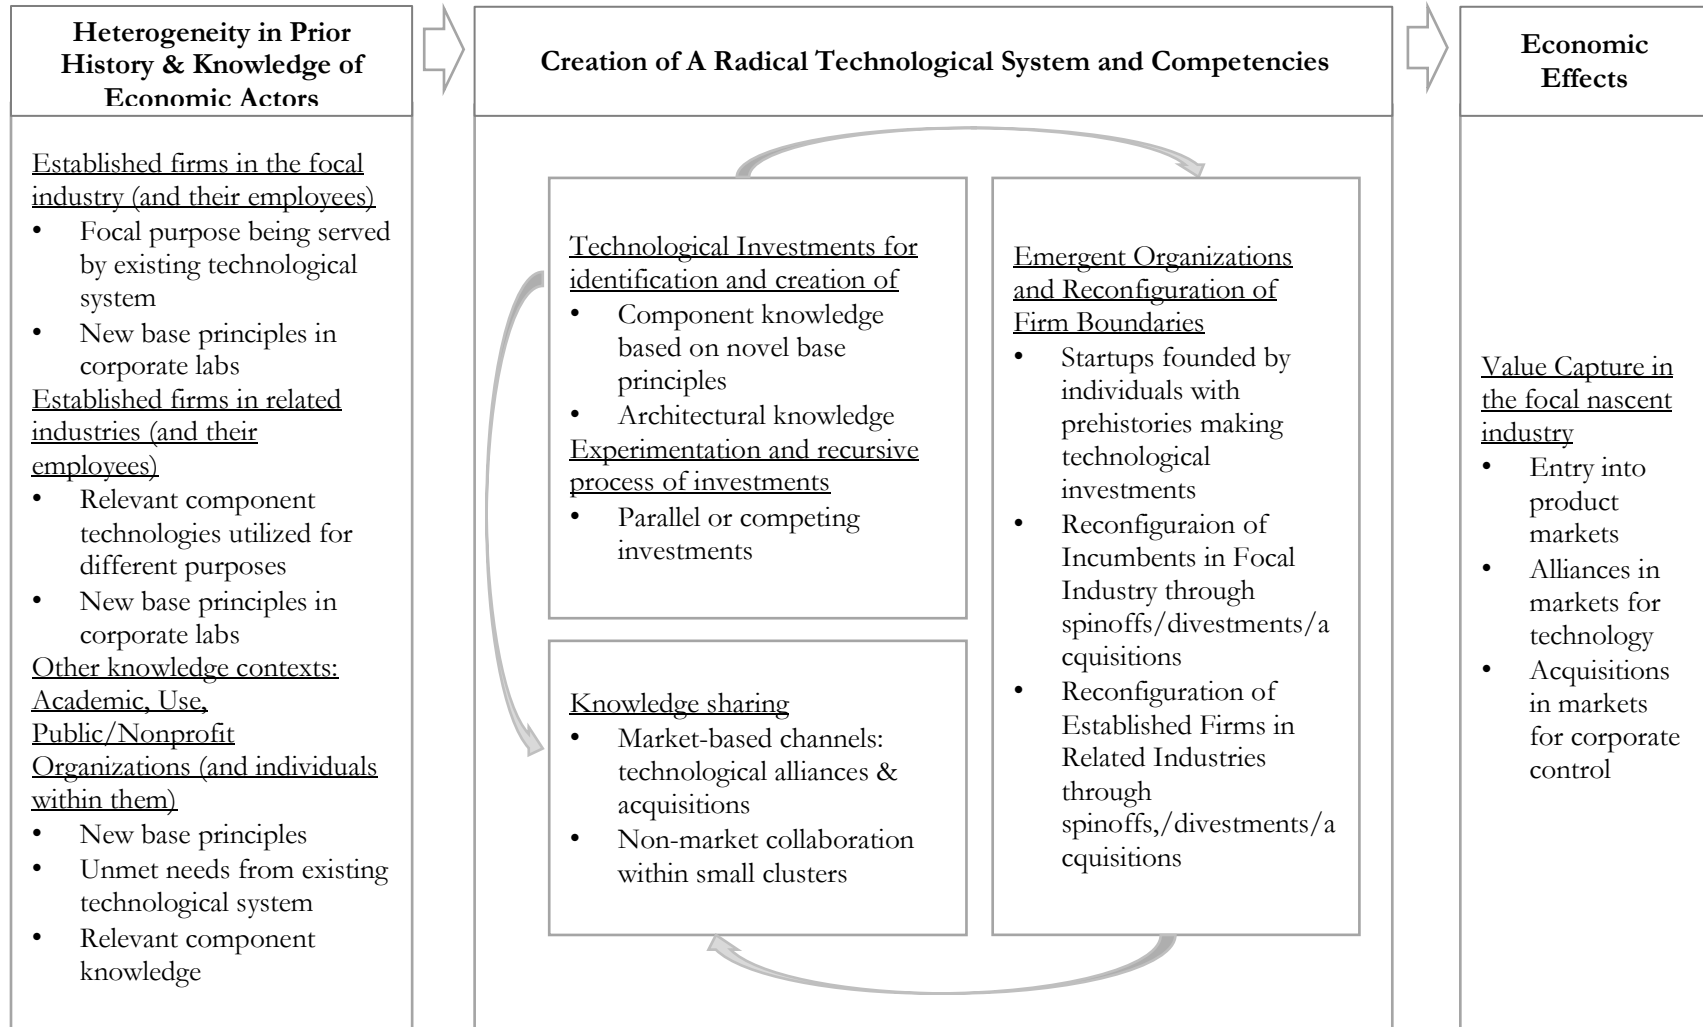 Heterogeneity in Prior
History & Knowledge of
Economic Actors
Established firms in the focal
industry (and their employees)
• Focal purpose being served
by existing technological
system
• New base principles in
corporate labs
Established firms in related
industries (and their
employees)
• Relevant component
technologies utilized for
different purposes
• New base principles in
corporate labs
Other knowledge contexts:
Academic, Use,
Public/Nonprofit
Organizations (and individuals
within them)
• New base principles
• Unmet needs from existing
technological system
• Relevant component
knowledge
Creation of A Radical Technological System and Competencies
Technological Investments for
identification and creation of
• Component knowledge
based on novel base
principles
• Architectural knowledge
Experimentation and recursive
process of investments
• Parallel or competing
investments
Knowledge sharing
• Market-based channels:
technological alliances &
acquisitions
• Non-market collaboration
within small clusters
Emergent Organizations
and Reconfiguration of
Firm Boundaries
• Startups founded by
individuals with
prehistories making
technological
investments
• Reconfiguraion of
Incumbents in Focal
Industry through
spinoffs/divestments/a
cquisitions
• Reconfiguration of
Established Firms in
Related Industries
through
spinoffs,/divestments/a
cquisitions
Economic
Effects
Value Capture in
the focal nascent
industry
• Entry into
product
markets
• Alliances in
markets for
technology
• Acquisitions
in markets
for corporate
control